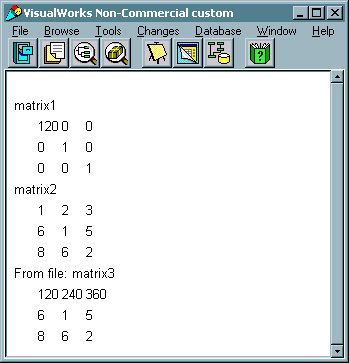 VisualWorks Non-Commercial custom
File Browse Tools Changes Database Window Help
matrix1
120 0 0
0 1 0
0 0 1
matrix2
1 2 3
6 1 5
8 6 2
From file: matrix3
120 240 360
6 1 5
8 6 2